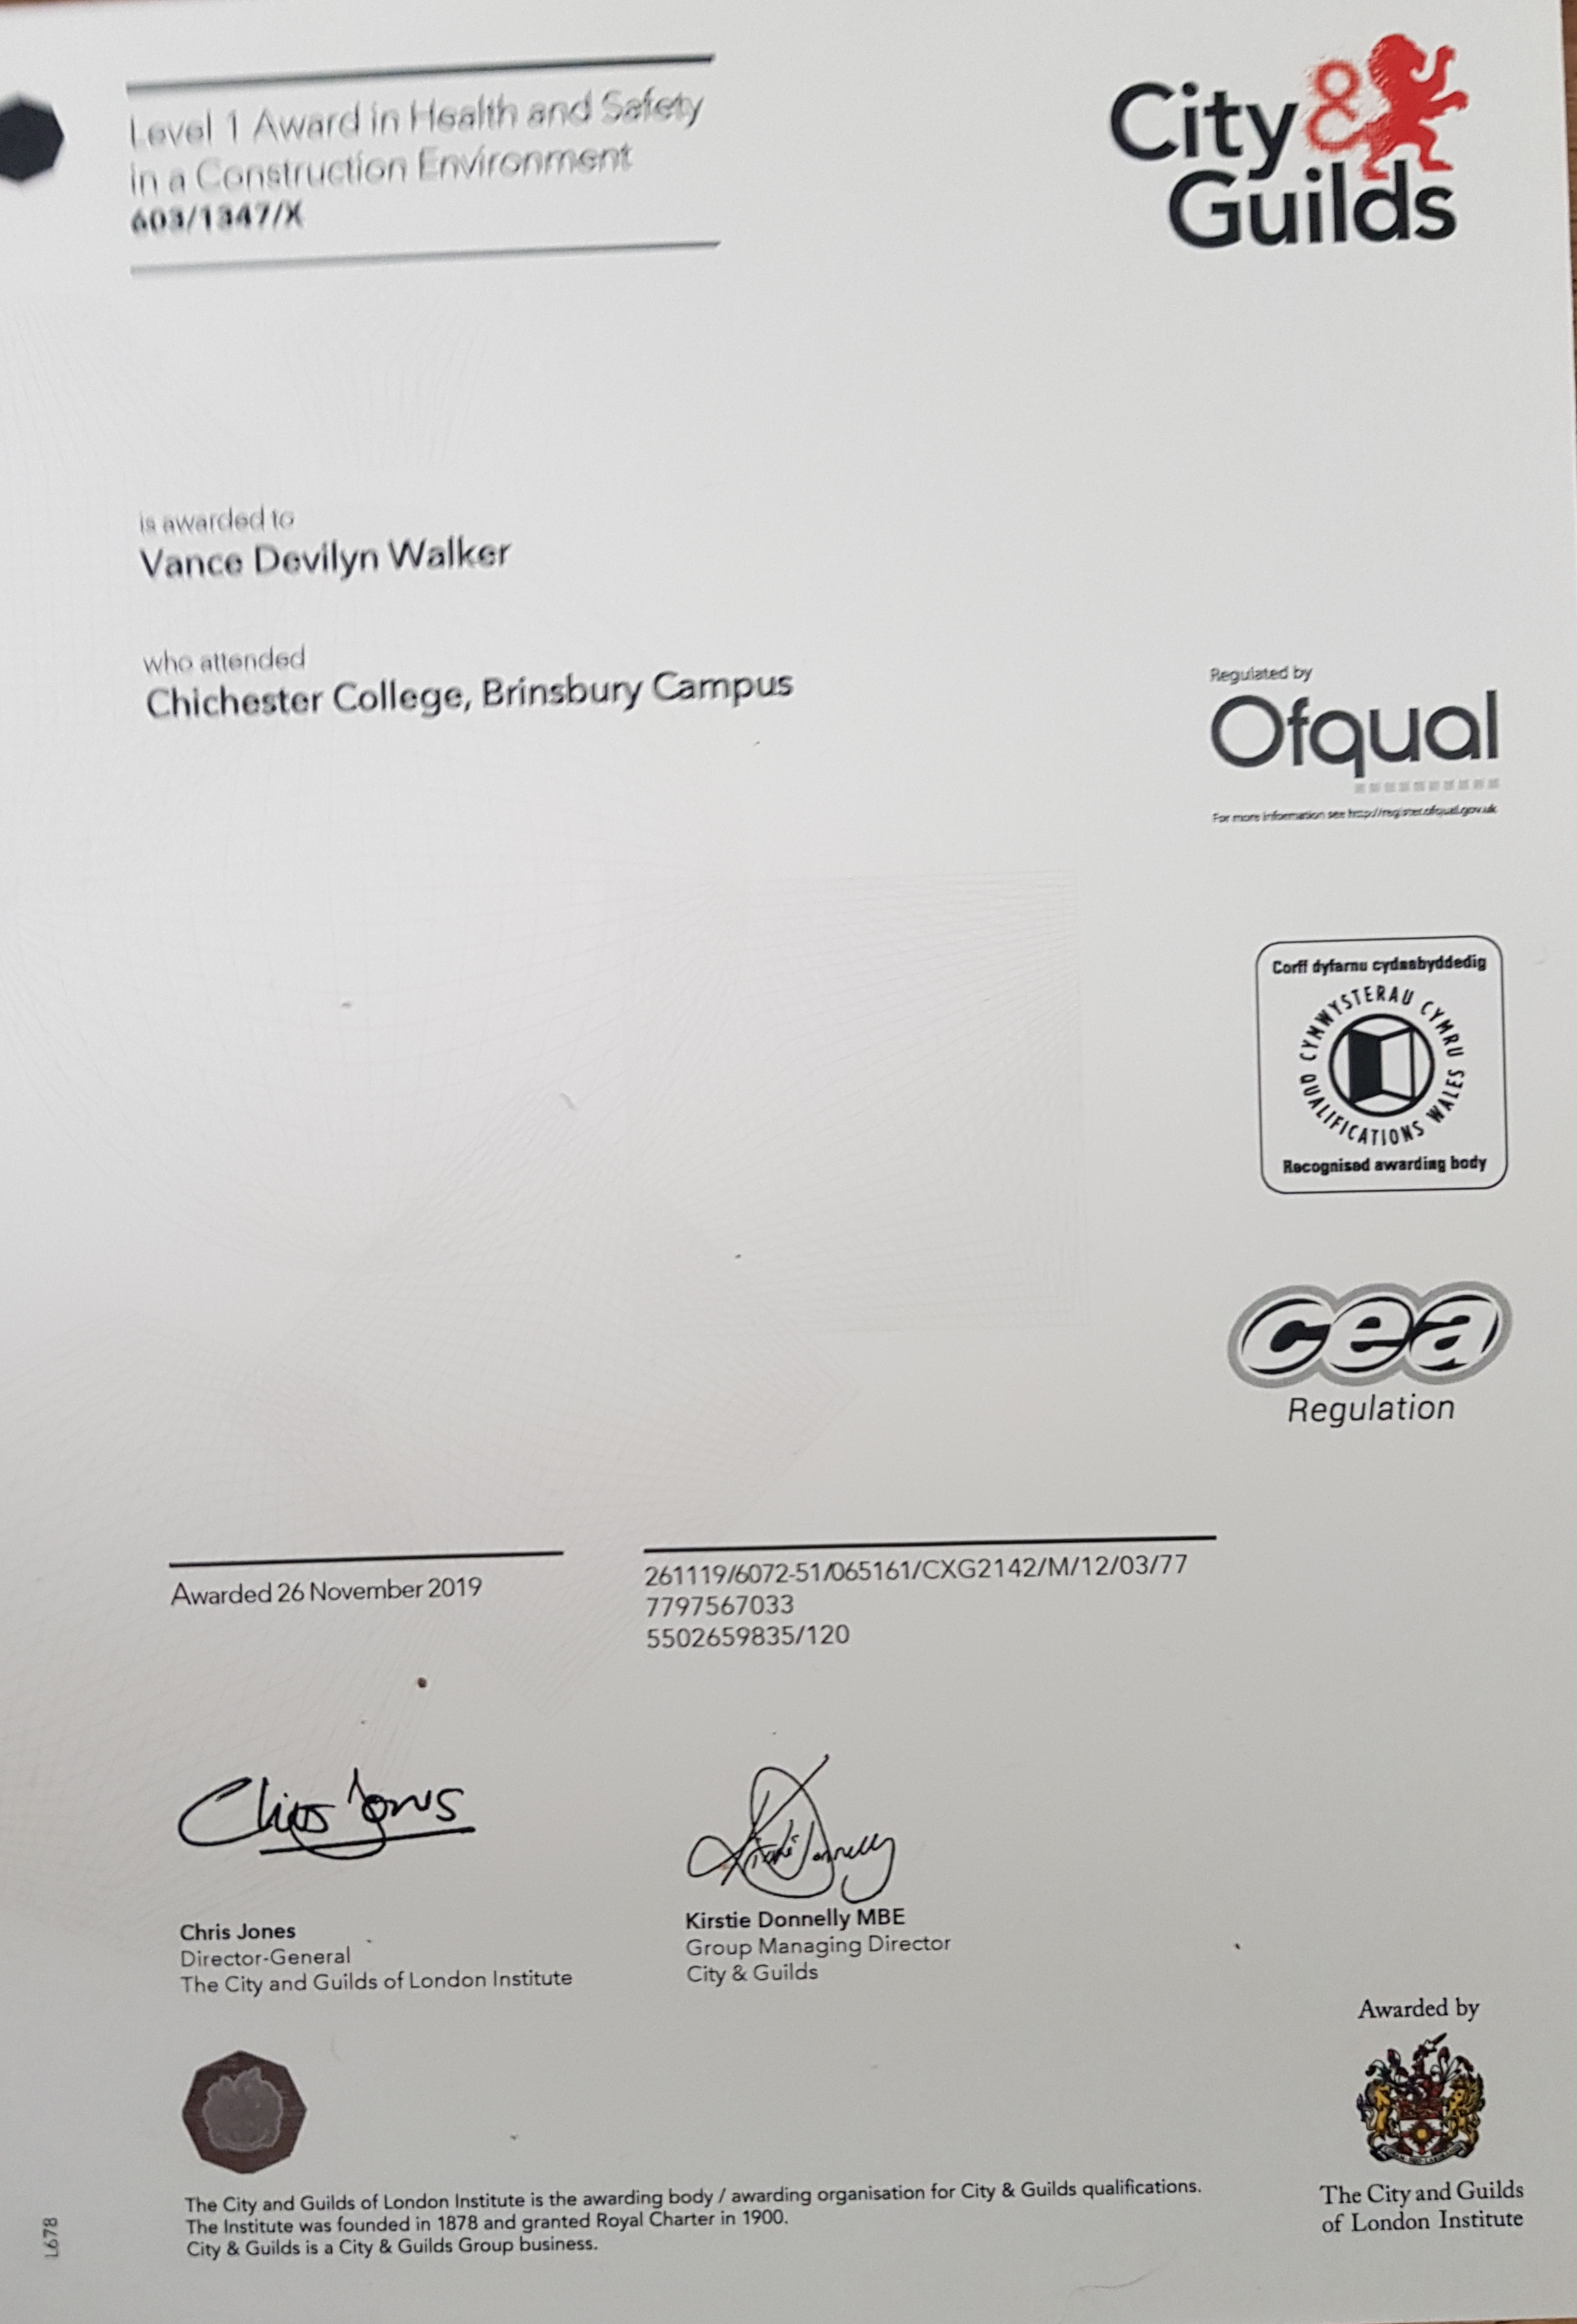 Level 1 Award in Health and Safety
in a Construction Environment
603/1347/X
City & Guilds
is awarded to
Vance Devilyn Walker
who attended
Chichester College, Brinsbury Campus
Regulated by
Ofqual
For more information see http://register.ofqual.gov.uk
Corff dyfarnu cydnabyddedig
CYMWYSTERAU CYMRU
QUALIFICATIONS WALES
Recognised awarding body
cea
Regulation
Awarded 26 November 2019
261119/6072-51/065161/CXG2142/M/12/03/77
7797567033
5502659835/120
Chris Jones
Kirstie Donnelly
Chris Jones
Director-General
The City and Guilds of London Institute
Kirstie Donnelly MBE
Group Managing Director
City & Guilds
Awarded by
The City and Guilds
of London Institute
The City and Guilds of London Institute is the awarding body / awarding organisation for City & Guilds qualifications.
The Institute was founded in 1878 and granted Royal Charter in 1900.
City & Guilds is a City & Guilds Group business.
L678